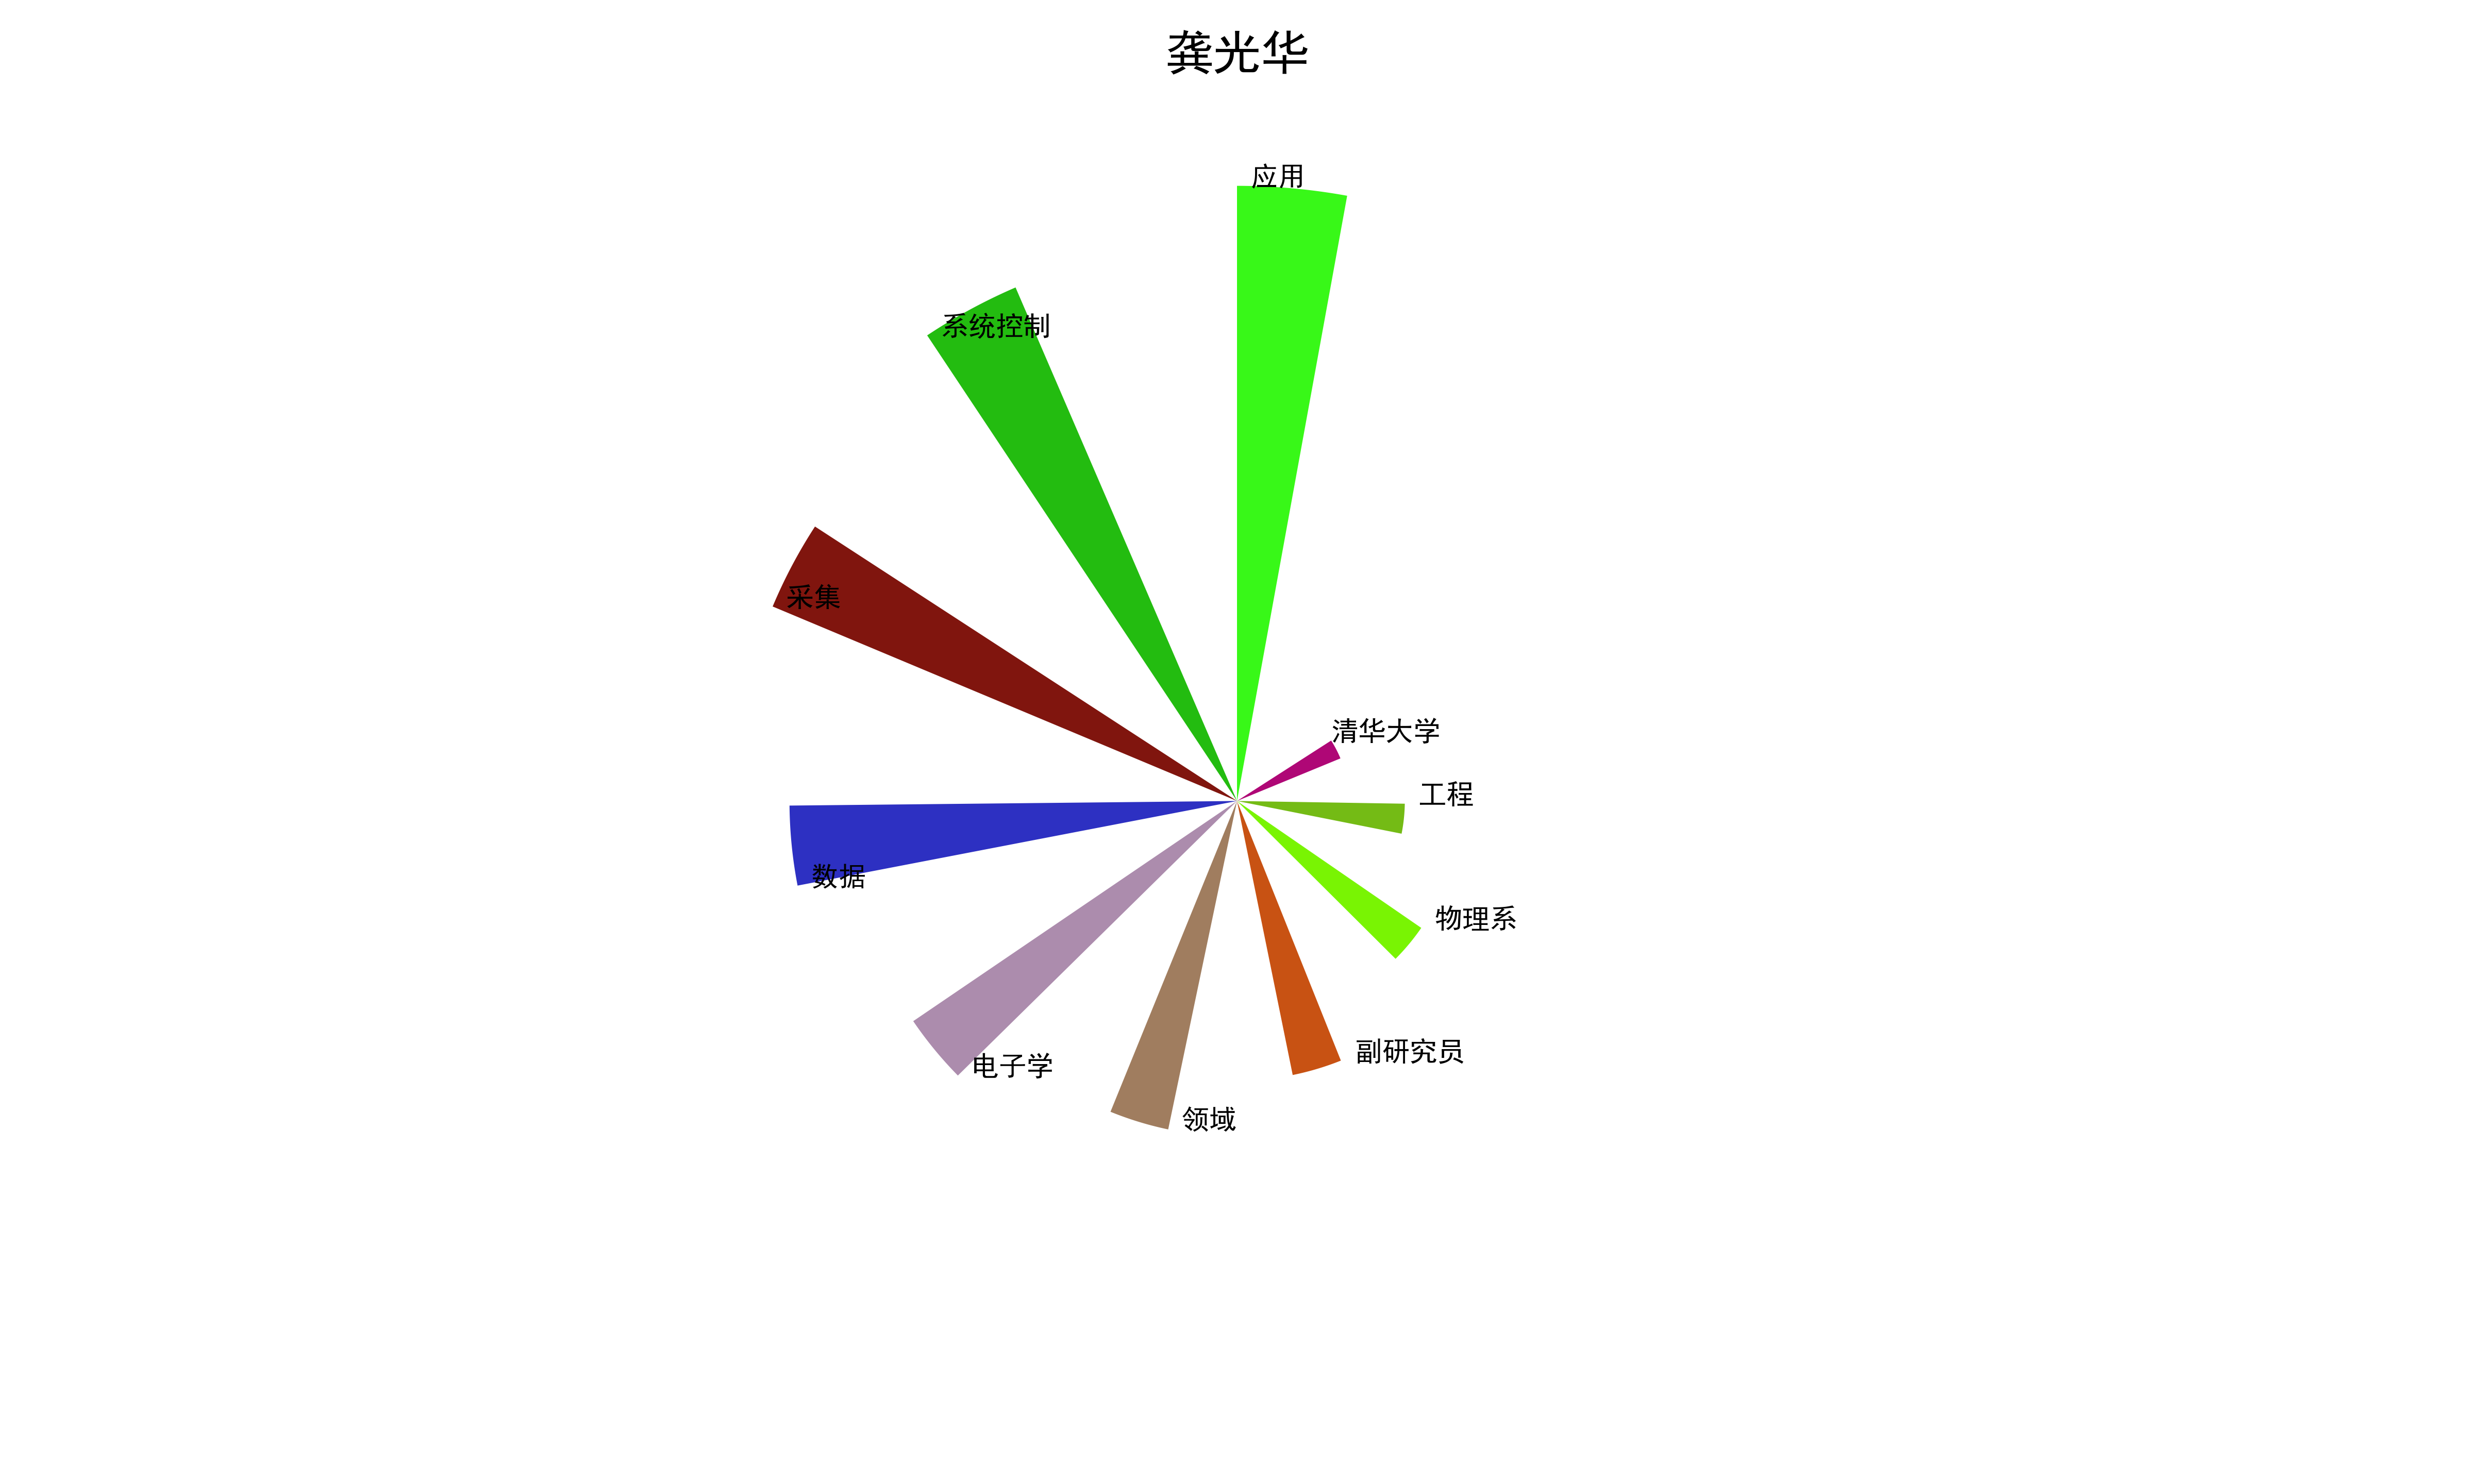 龚光华
应用
系统控制
采集
清华大学
工程
数据
物理系
副研究员
电子学
领域